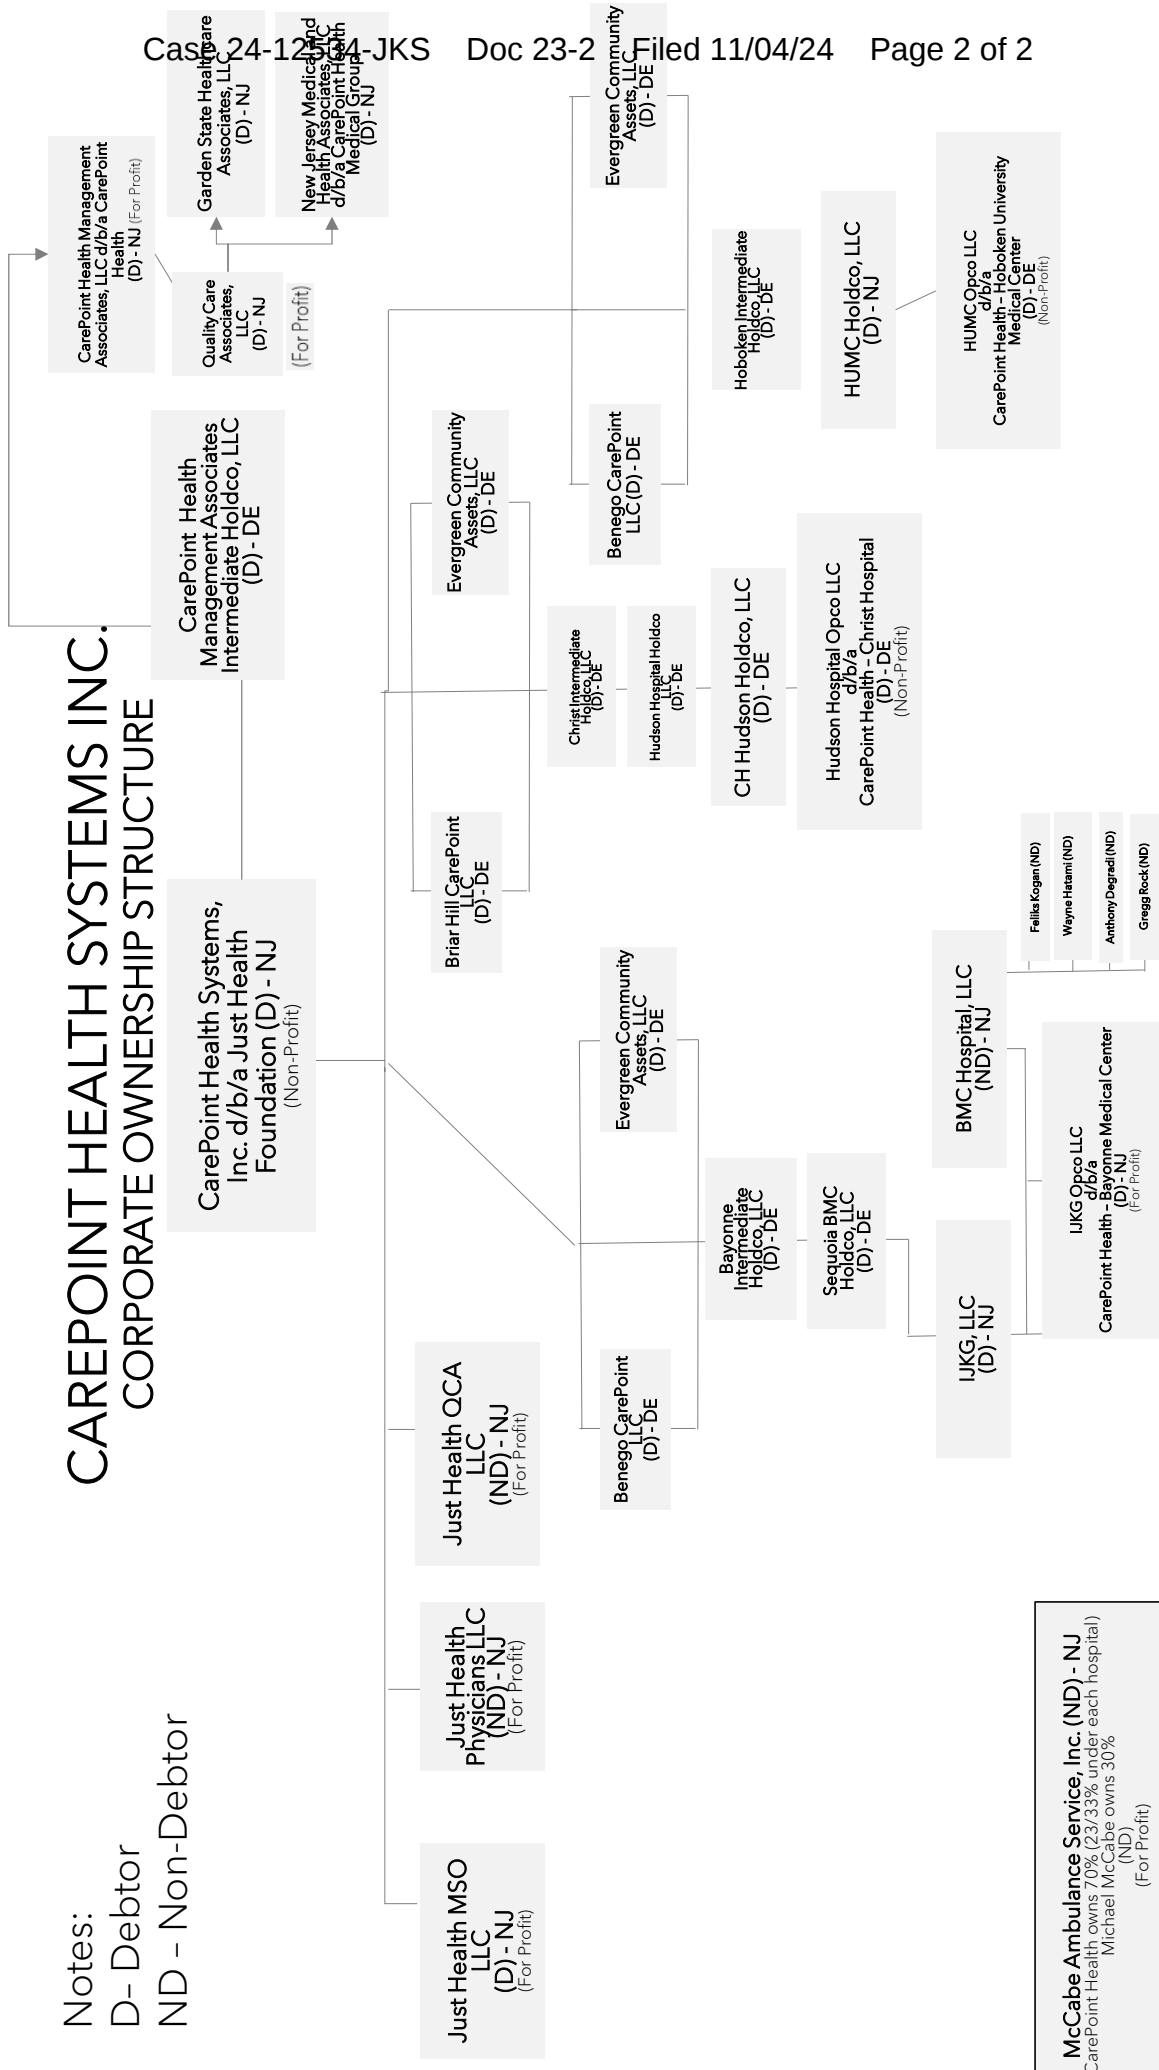 Case 24-12534-JKS Doc 23-2 Filed 11/04/24 Page 2 of 2
CAREPOINT HEALTH SYSTEMS INC.
CORPORATE OWNERSHIP STRUCTURE
Notes:
D– Debtor
ND – Non-Debtor
CarePoint Health Systems,
Inc. d/b/a Just Health
Foundation (D) - NJ
(Non-Profit)
CarePoint Health
Management Associates
Intermediate Holdco, LLC
(D) - DE
CarePoint Health Management
Associates, LLC d/b/a CarePoint
Health
(D) - NJ (For Profit)
Quality Care
Associates,
LLC
(D) - NJ
(For Profit)
Garden State Healthcare
Associates, LLC
(D) - NJ
New Jersey Medical and
Health Associates, LLC
d/b/a CarePoint Health
Medical Group
(D) - NJ
Just Health MSO
LLC
(D) - NJ
(For Profit)
Just Health
Physicians LLC
(ND) - NJ
(For Profit)
Just Health QCA
LLC
(ND) - NJ
(For Profit)
Briar Hill CarePoint
LLC
(D) - DE
Evergreen Community
Assets, LLC
(D) - DE
Benego CarePoint
LLC
(D) - DE
Evergreen Community
Assets, LLC
(D) - DE
Benego CarePoint
LLC (D) - DE
Evergreen Community
Assets, LLC
(D) - DE
Christ Intermediate
Holdco, LLC
(D) - DE
Hudson Hospital Holdco
LLC
(D) - DE
CH Hudson Holdco, LLC
(D) - DE
Hudson Hospital Opco LLC
d/b/a
CarePoint Health – Christ Hospital
(D) - DE
(Non-Profit)
Hoboken Intermediate
Holdco, LLC
(D) - DE
HUMC Holdco, LLC
(D) - NJ
HUMC Opco LLC
d/b/a
CarePoint Health – Hoboken University
Medical Center
(D) - DE
(Non-Profit)
Bayonne
Intermediate
Holdco, LLC
(D) - DE
Sequoia BMC
Holdco, LLC
(D) - DE
IJKG, LLC
(D) - NJ
BMC Hospital, LLC
(ND) - NJ
Feliks Kogan (ND)
Wayne Hatami (ND)
Anthony Degradi (ND)
Gregg Rock (ND)
IJKG Opco LLC
d/b/a
CarePoint Health – Bayonne Medical Center
(D) - NJ
(For Profit)
McCabe Ambulance Service, Inc. (ND) - NJ
CarePoint Health owns 70% (23/33% under each hospital)
Michael McCabe owns 30%
(ND)
(For Profit)